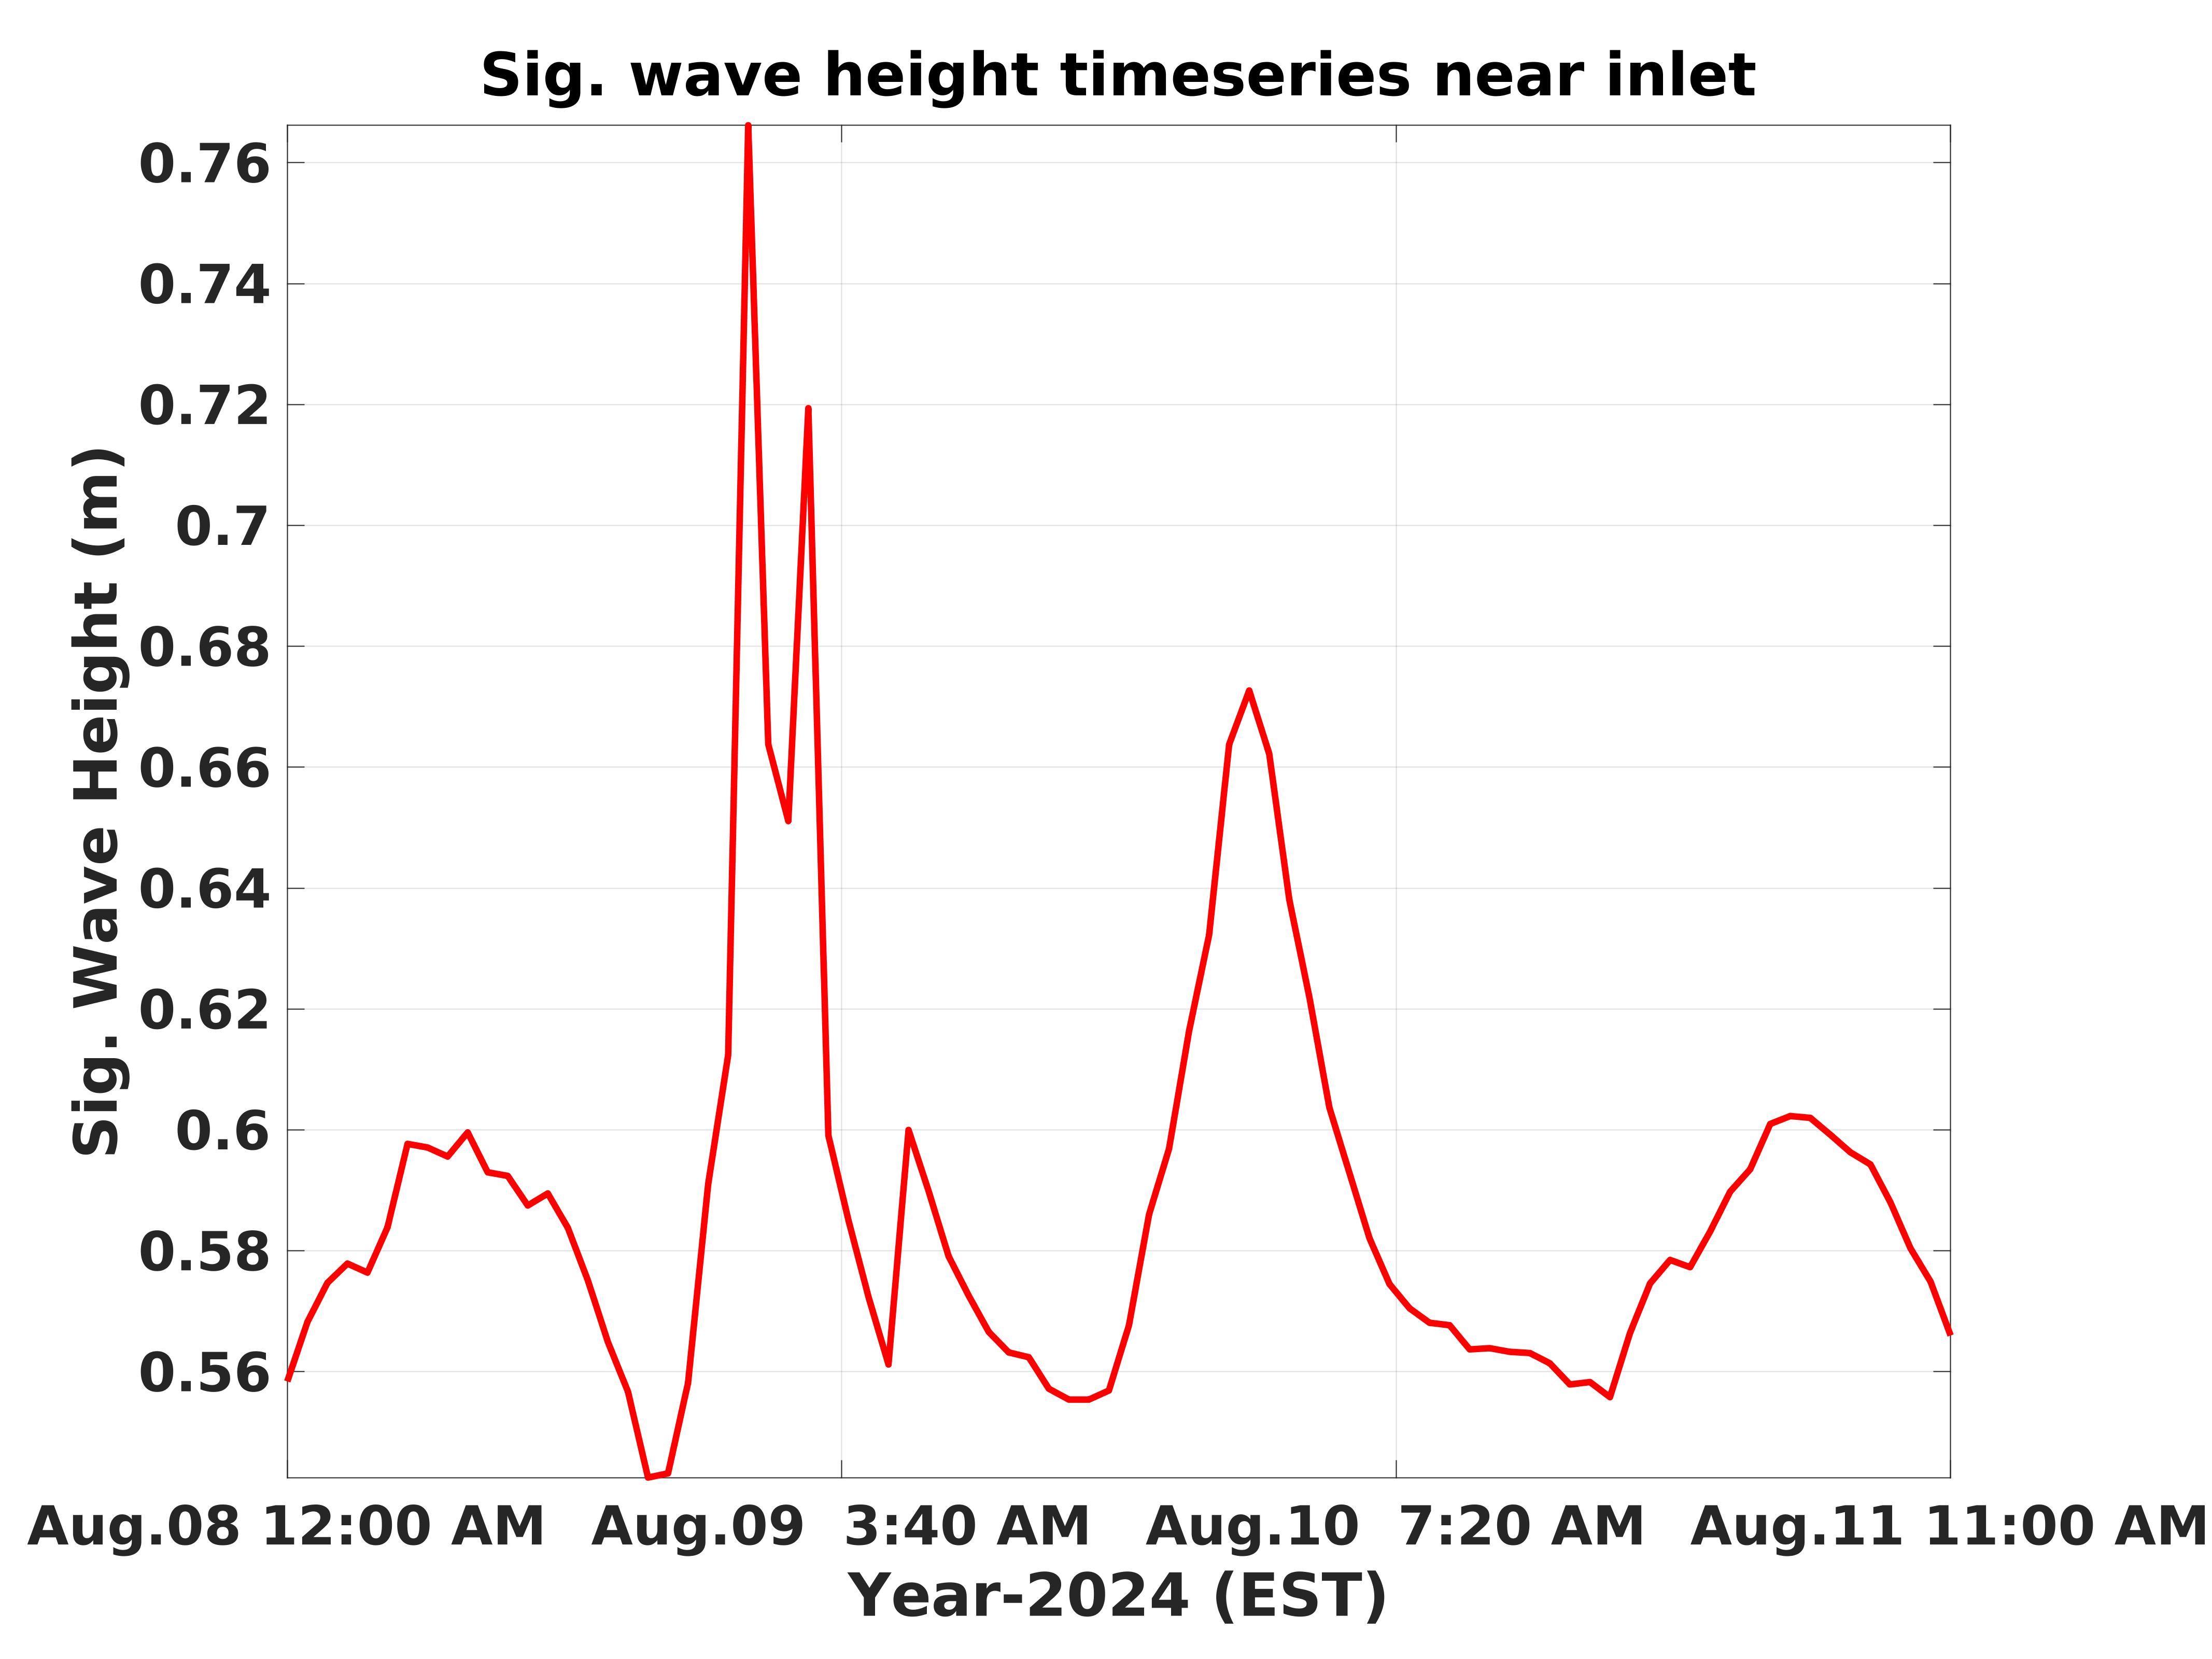 Sig. wave height timeseries near inlet
0.76
0.74
0.72
0.7
0.68
0.66
0.64
0.62
0.6
0.58
0.56
Sig. Wave Height (m)
Aug.08 12:00 AM Aug.09 3:40 AM Aug.10 7:20 AM Aug.11 11:00 AM
Year-2024 (EST)